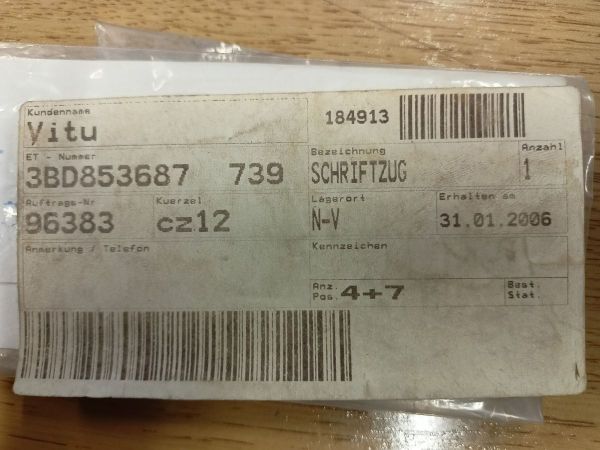 Kundenname
Vitu
184913
ET - Nummer
3BD853687 739
Bezeichnung
SCHRIFTZUG
Anzahl
1
Auftrags-Nr
96383
Kuerzel
cz12
Lagerort
N-V
Erhalten am
31.01.2006
Anmerkung / Telefon
Kennzeichen
Anz.
Pos. 4+7
Best.
Stat.